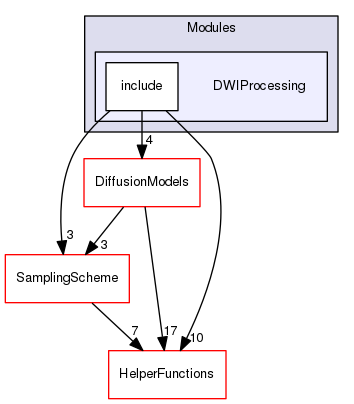 Modules
include
DWIProcessing
4
DiffusionModels
3
3
SamplingScheme
7
17
10
HelperFunctions